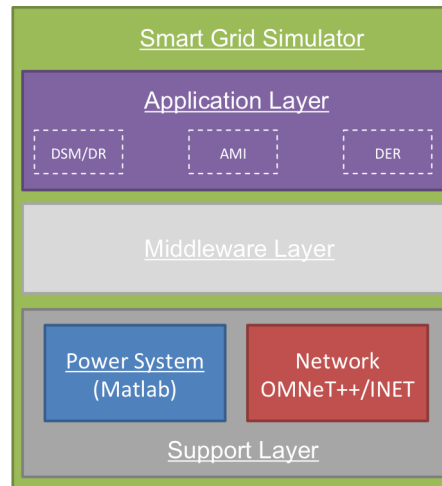 Smart Grid Simulator
Application Layer
DSM/DR AMI DER
Middleware Layer
Power System
(Matlab)
Network
OMNeT++/INET
Support Layer